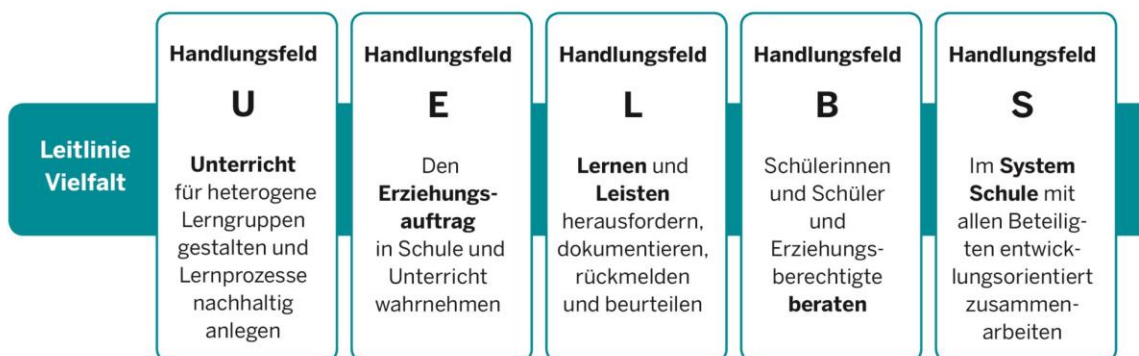 Leitlinie
Vielfalt
Handlungsfeld
U
Unterricht
für heterogene
Lerngruppen
gestalten und
Lernprozesse
nachhaltig
anlegen
Handlungsfeld
E
Den
Erziehungs-
auftrag
in Schule und
Unterricht
wahrnehmen
Handlungsfeld
L
Lernen und
Leisten
herausfordern,
dokumentieren,
rückmelden
und beurteilen
Handlungsfeld
B
Schülerinnen
und Schüler
und
Erziehungs-
berechtigte
beraten
Handlungsfeld
S
Im System
Schule mit
allen Beteilig-
ten entwick-
lungsorientiert
zusammen-
arbeiten